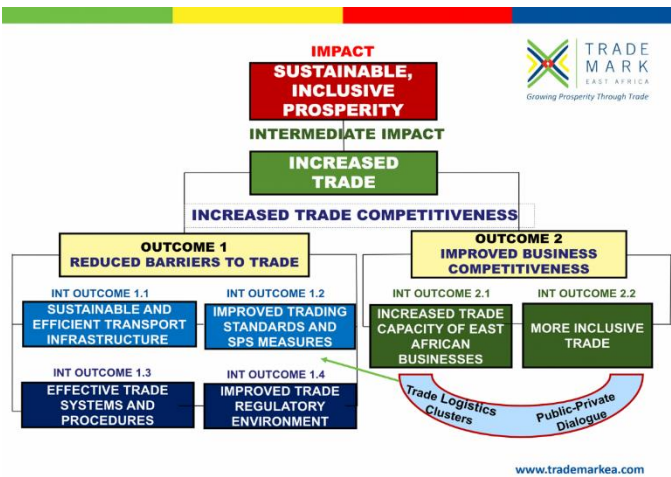 IMPACT
SUSTAINABLE,
INCLUSIVE
PROSPERITY
TRADE
MARK
EAST AFRICA
Growing Prosperity Through Trade
INTERMEDIATE IMPACT
INCREASED
TRADE
INCREASED TRADE COMPETITIVENESS
OUTCOME 1
REDUCED BARRIERS TO TRADE
OUTCOME 2
IMPROVED BUSINESS
COMPETITIVENESS
INT OUTCOME 1.1
SUSTAINABLE AND
EFFICIENT TRANSPORT
INFRASTRUCTURE
INT OUTCOME 1.2
IMPROVED TRADING
STANDARDS AND
SPS MEASURES
INT OUTCOME 2.1
INCREASED TRADE
CAPACITY OF EAST
AFRICAN
BUSINESSES
INT OUTCOME 2.2
MORE INCLUSIVE
TRADE
INT OUTCOME 1.3
EFFECTIVE TRADE
SYSTEMS AND
PROCEDURES
INT OUTCOME 1.4
IMPROVED TRADE
REGULATORY
ENVIRONMENT
Trade Logistics
Clusters
Public-Private
Dialogue
www.trademarkea.com